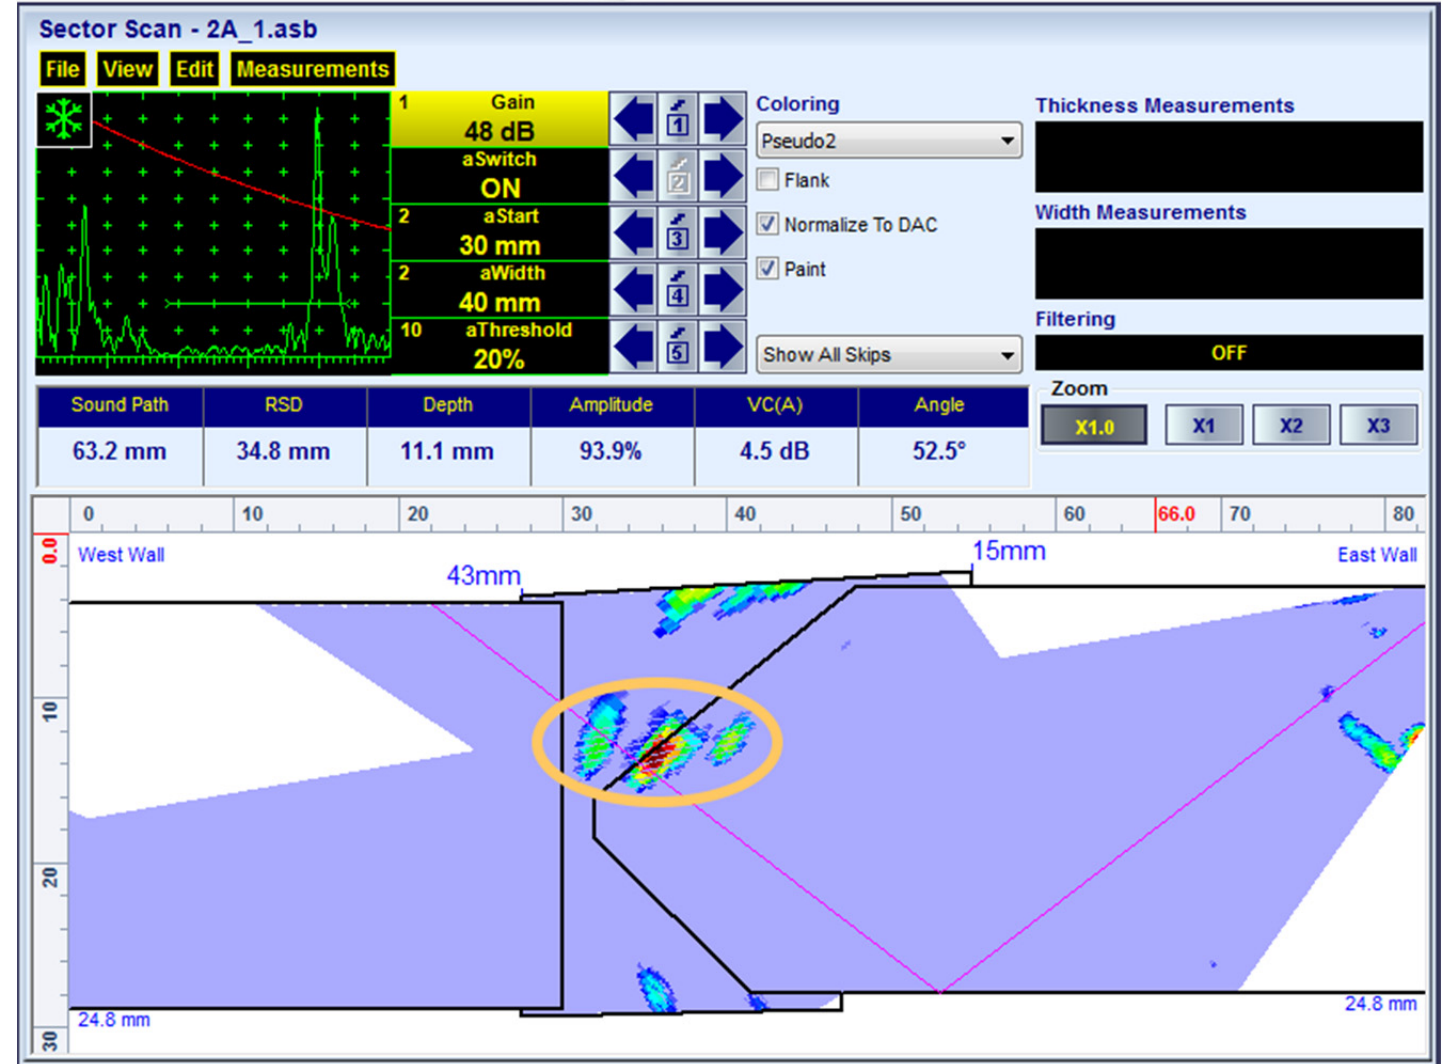 Sector Scan - 2A_1.asb
File View Edit Measurements
1 Gain
48 dB
1
aSwitch
ON
2
2 aStart
30 mm
3
2 aWidth
40 mm
4
10 aThreshold
20%
5
Coloring
Pseudo2
Flank
Normalize To DAC
Paint
Show All Skips
Thickness Measurements
Width Measurements
Filtering
OFF
Zoom
X1.0 X1 X2 X3
Sound Path RSD Depth Amplitude VC(A) Angle
63.2 mm 34.8 mm 11.1 mm 93.9% 4.5 dB 52.5°
0 10 20 30 40 50 60 66.0 70 80
0.0
West Wall
43mm
15mm
East Wall
10
20
24.8 mm
24.8 mm
30